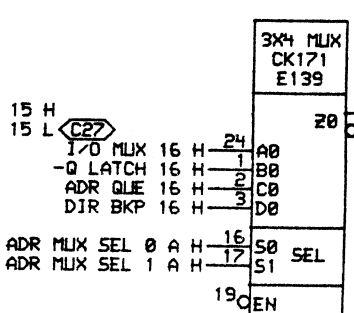 3X4 MUX
CK171
E139
15 H
15 L C27
Z0
I/O MUX 16 H 24 A0
-Q LATCH 16 H 1 B0
ADR QUE 16 H 2 C0
DIR BKP 16 H 3 D0
ADR MUX SEL 0 A H 16 S0 SEL
ADR MUX SEL 1 A H 17 S1
19 EN